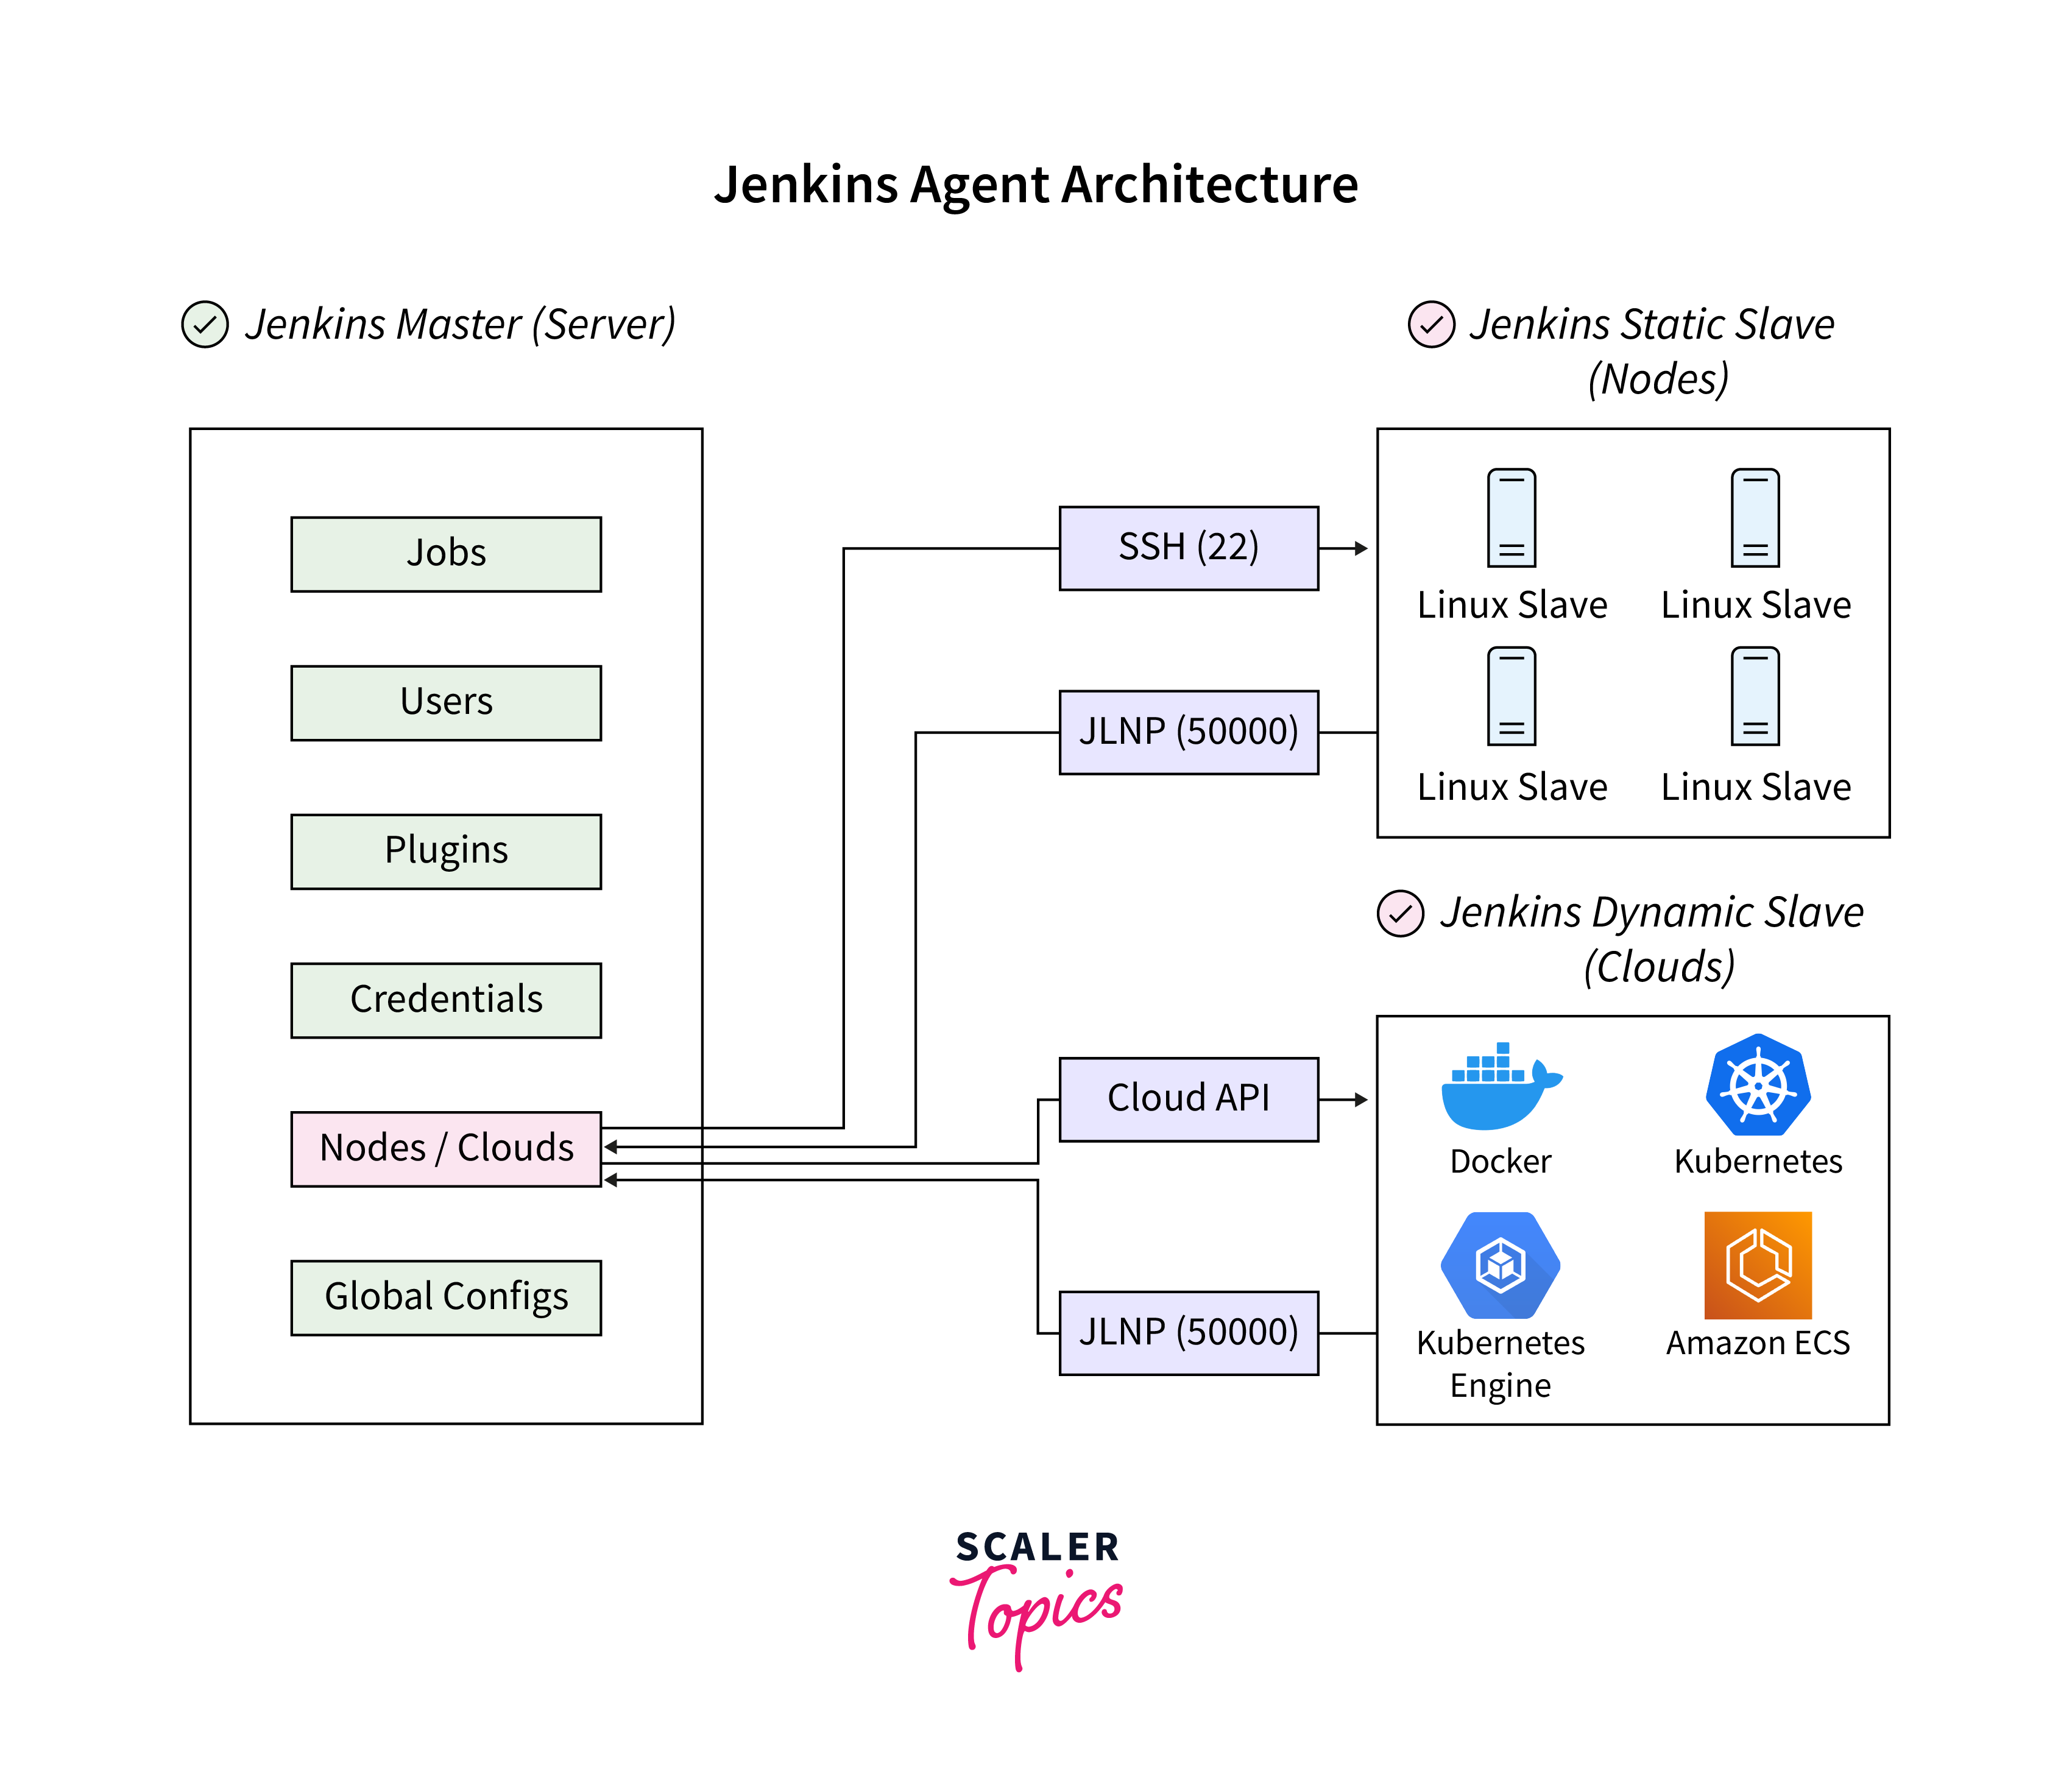 Jenkins Agent Architecture
Jenkins Master (Server)
Jobs
Users
Plugins
Credentials
Nodes / Clouds
Global Configs
SSH (22)
JLNP (50000)
Cloud API
JLNP (50000)
Jenkins Static Slave
(Nodes)
Linux Slave
Linux Slave
Linux Slave
Linux Slave
Jenkins Dynamic Slave
(Clouds)
Docker
Kubernetes
Kubernetes
Engine
Amazon ECS
SCALER
Topics